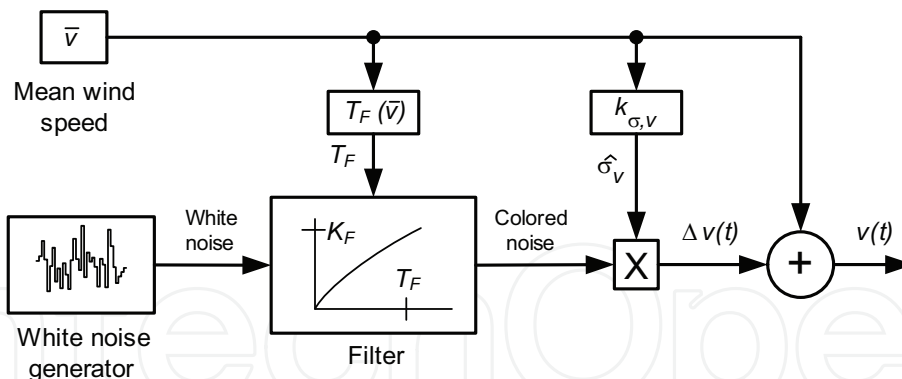 v̄
Mean wind
speed
T_F (v̄)
T_F
k_σ,v
σ̂_v
White
noise
K_F
T_F
Colored
noise
X
Δ v(t)
+
v(t)
White noise
generator
Filter